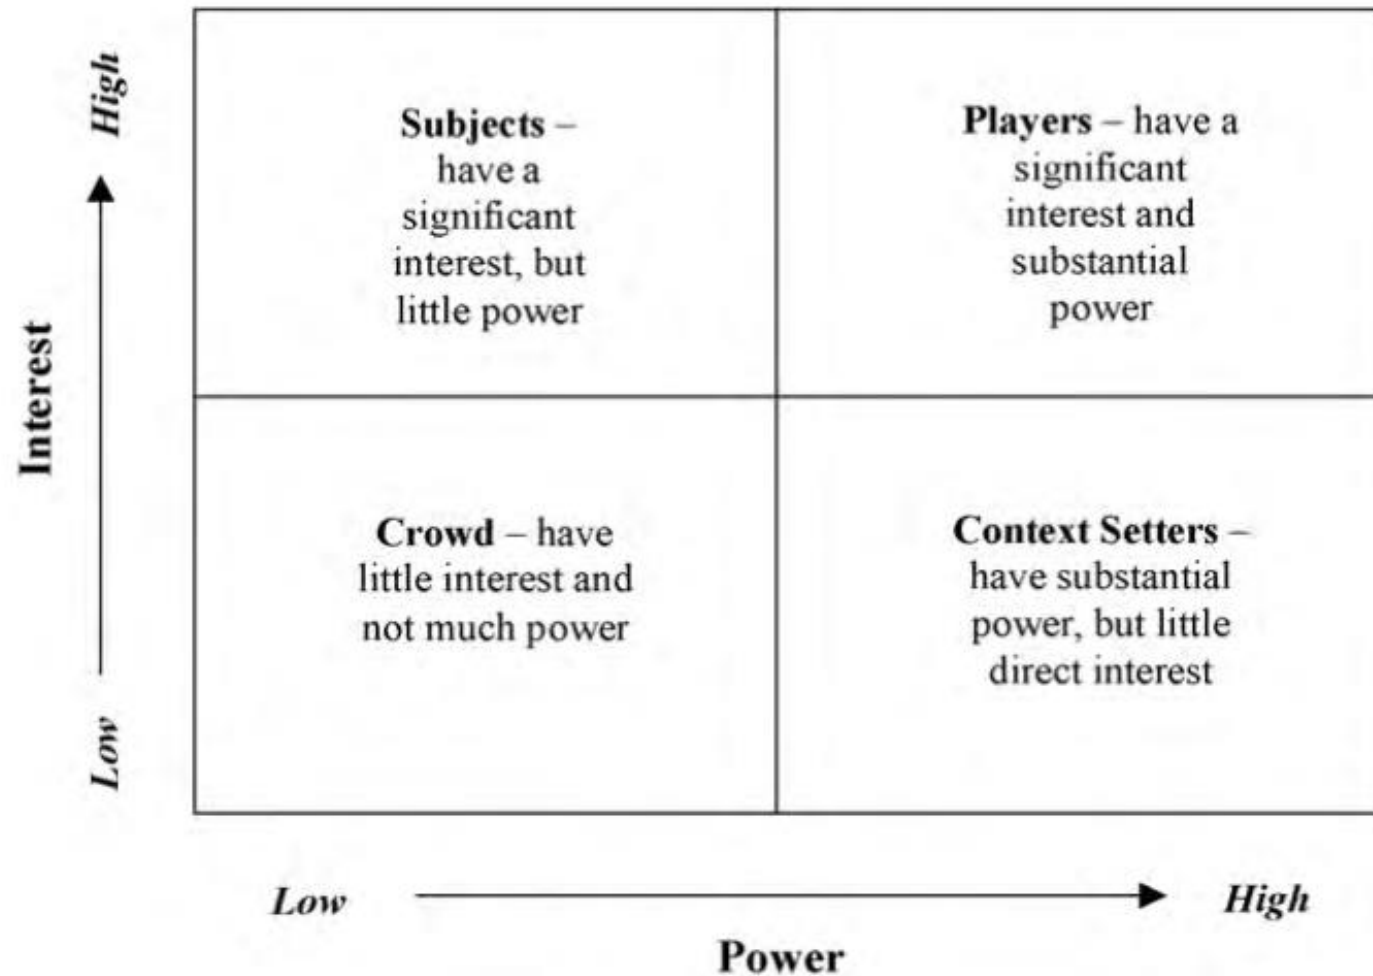 High
Interest
Low
Subjects –
have a
significant
interest, but
little power
Players – have a
significant
interest and
substantial
power
Crowd – have
little interest and
not much power
Context Setters –
have substantial
power, but little
direct interest
Low
High
Power